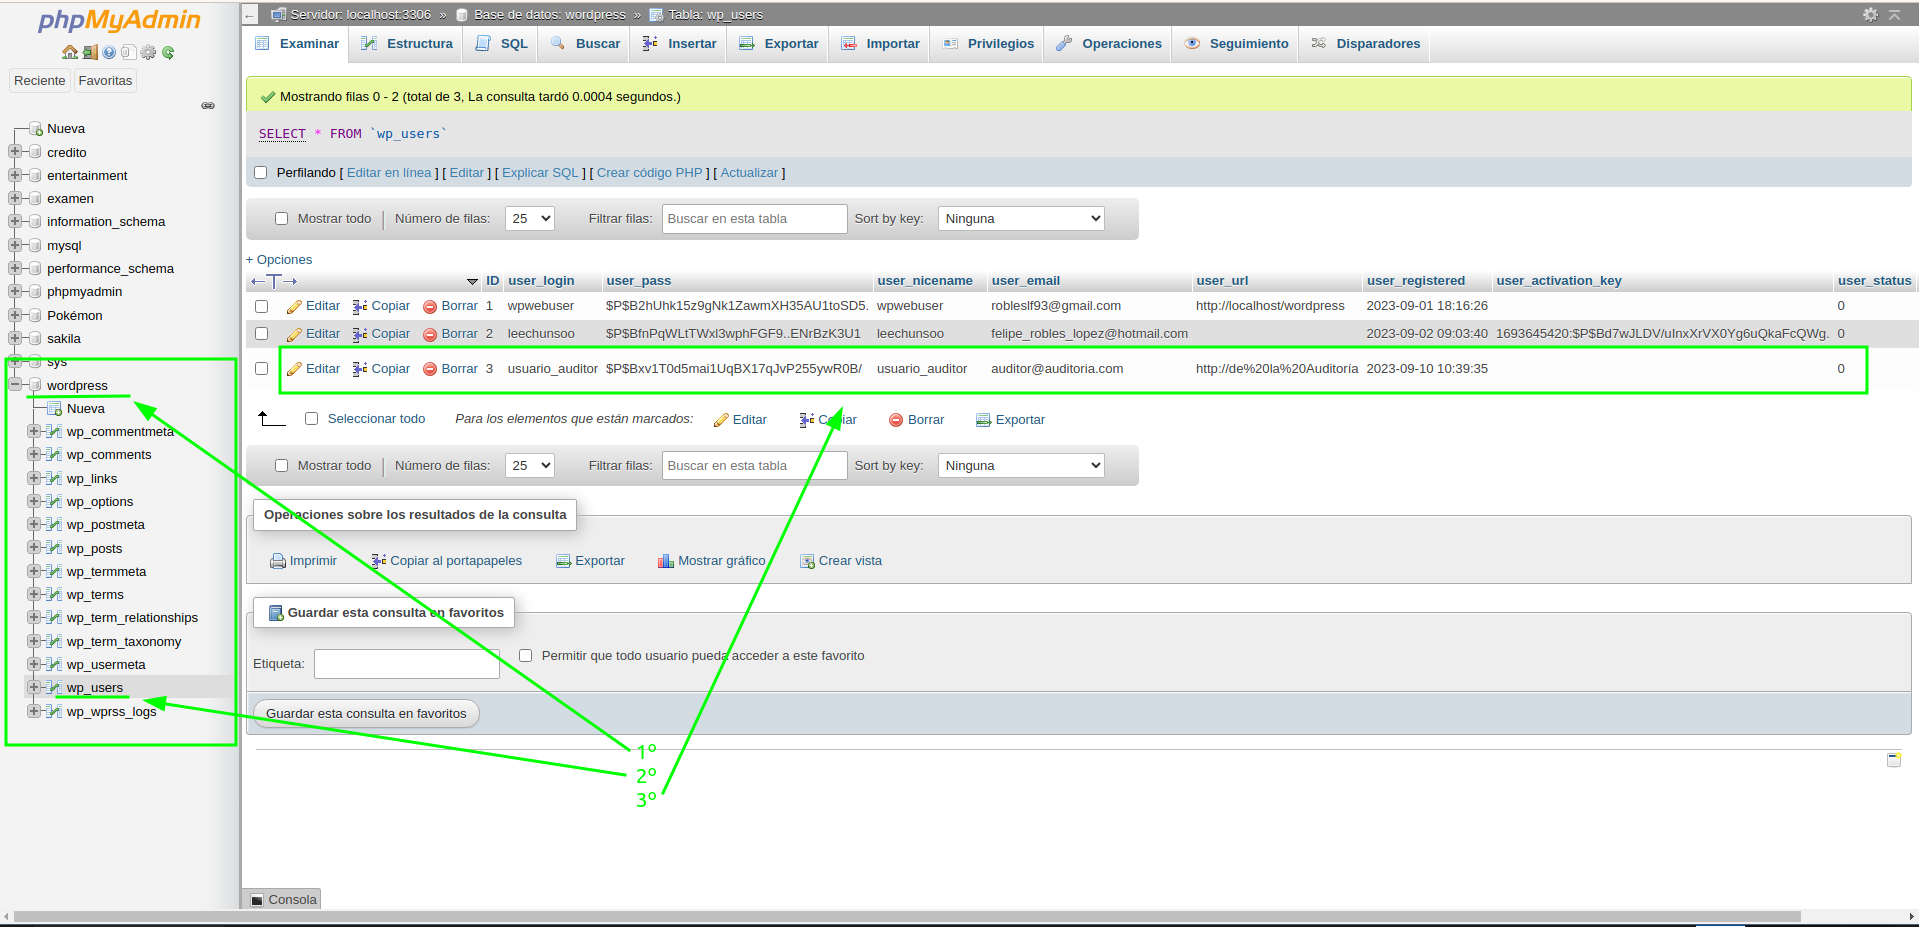 phpMyAdmin
Reciente Favoritas
Nueva
credito
entertainment
examen
information_schema
mysql
performance_schema
phpmyadmin
Pokémon
sakila
sys
wordpress
Nueva
wp_commentmeta
wp_comments
wp_links
wp_options
wp_postmeta
wp_posts
wp_termmeta
wp_terms
wp_term_relationships
wp_term_taxonomy
wp_usermeta
wp_users
wp_wprss_logs
Servidor: localhost:3306 » Base de datos: wordpress » Tabla: wp_users
Examinar Estructura SQL Buscar Insertar Exportar Importar Privilegios Operaciones Seguimiento Disparadores
Mostrando filas 0 - 2 (total de 3, La consulta tardó 0.0004 segundos.)
SELECT * FROM `wp_users`
Perfilando [ Editar en línea ] [ Editar ] [ Explicar SQL ] [ Crear código PHP ] [ Actualizar ]
Mostrar todo | Número de filas: 25 Filtrar filas: Buscar en esta tabla Sort by key: Ninguna
+ Opciones
ID user_login user_pass user_nicename user_email user_url user_registered user_activation_key user_status
Editar Copiar Borrar 1 wpwebuser $P$B2hUhk15z9gNk1ZawmXH35AU1toSD5. wpwebuser robleslf93@gmail.com http://localhost/wordpress 2023-09-01 18:16:26 0
Editar Copiar Borrar 2 leechunsoo $P$BfnPqWLtTWxl3wphFGF9..ENrBzK3U1 leechunsoo felipe_robles_lopez@hotmail.com 2023-09-02 09:03:40 1693645420:$P$Bd7wJLDV/uInxXrVX0Yg6uQkaFcQWg. 0
Editar Copiar Borrar 3 usuario_auditor $P$Bxv1T0d5mai1UqBX17qJvP255ywR0B/ usuario_auditor auditor@auditoria.com http://de%20la%20Auditoría 2023-09-10 10:39:35 0
Seleccionar todo Para los elementos que están marcados: Editar Copiar Borrar Exportar
Mostrar todo | Número de filas: 25 Filtrar filas: Buscar en esta tabla Sort by key: Ninguna
Operaciones sobre los resultados de la consulta
Imprimir Copiar al portapapeles Exportar Mostrar gráfico Crear vista
Guardar esta consulta en favoritos
Etiqueta: Permitir que todo usuario pueda acceder a este favorito
Guardar esta consulta en favoritos
1º
2º
3º
Consola